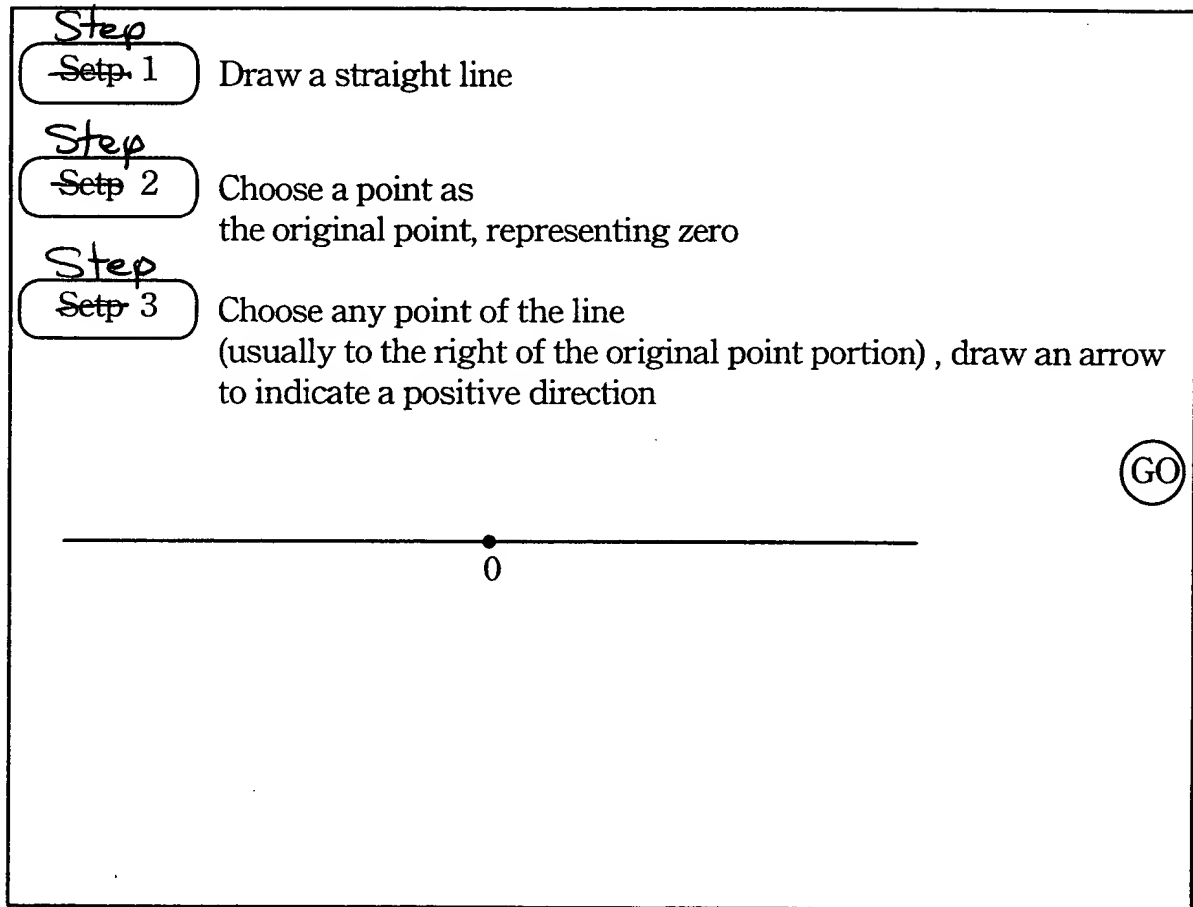 Step
Setp 1 Draw a straight line
Step
Setp 2 Choose a point as
the original point, representing zero
Step
Setp 3 Choose any point of the line
(usually to the right of the original point portion) , draw an arrow
to indicate a positive direction
GO
0